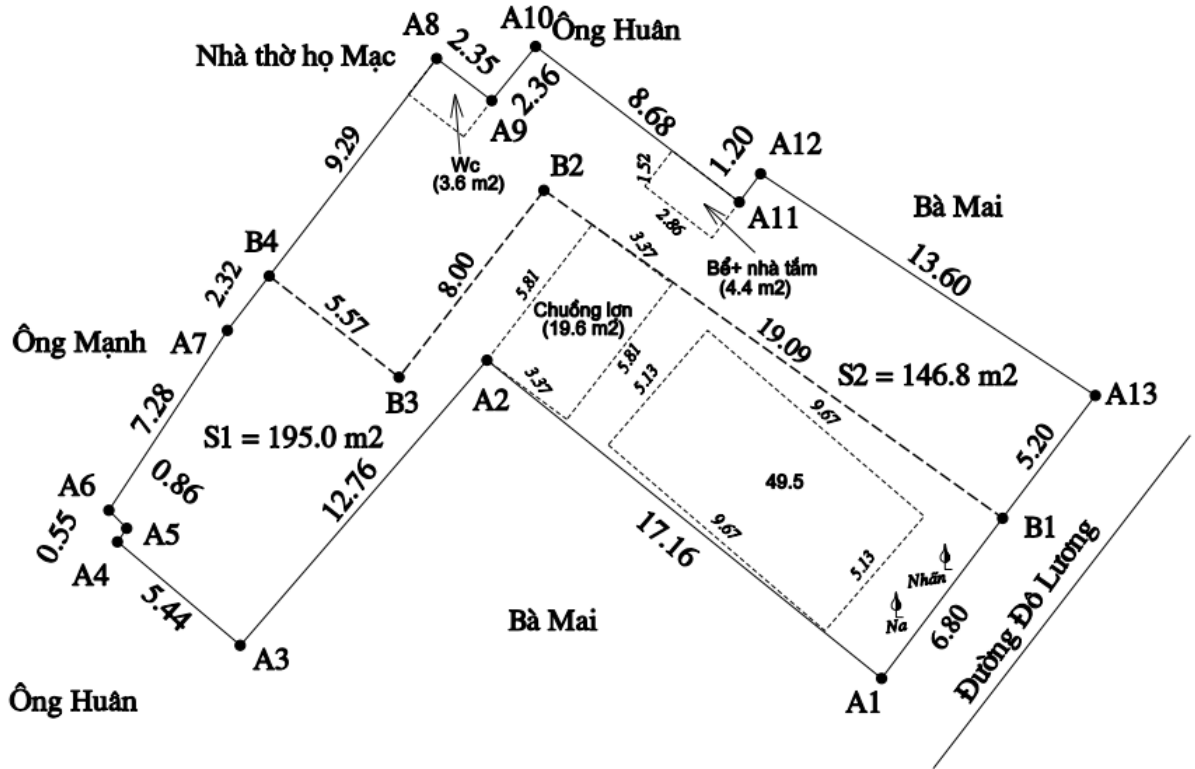 A10
Ông Huân
A8
2.35
Nhà thờ họ Mạc
2.36
A9
8.68
1.20
A12
9.29
Wc
(3.6 m2)
B2
1.52
2.86
A11
Bà Mai
B4
3.37
Bể+ nhà tắm
(4.4 m2)
13.60
2.32
8.00
5.81
Chuồng lợn
(19.6 m2)
5.57
Ông Mạnh
A7
19.09
5.81
5.13
S2 = 146.8 m2
3.37
A2
B3
A13
7.28
S1 = 195.0 m2
9.67
5.20
0.86
12.76
49.5
A6
0.55
A5
A4
9.67
17.16
B1
5.13
Nhãn
Đường Đô Lương
5.44
Bà Mai
Na
6.80
A3
Ông Huân
A1